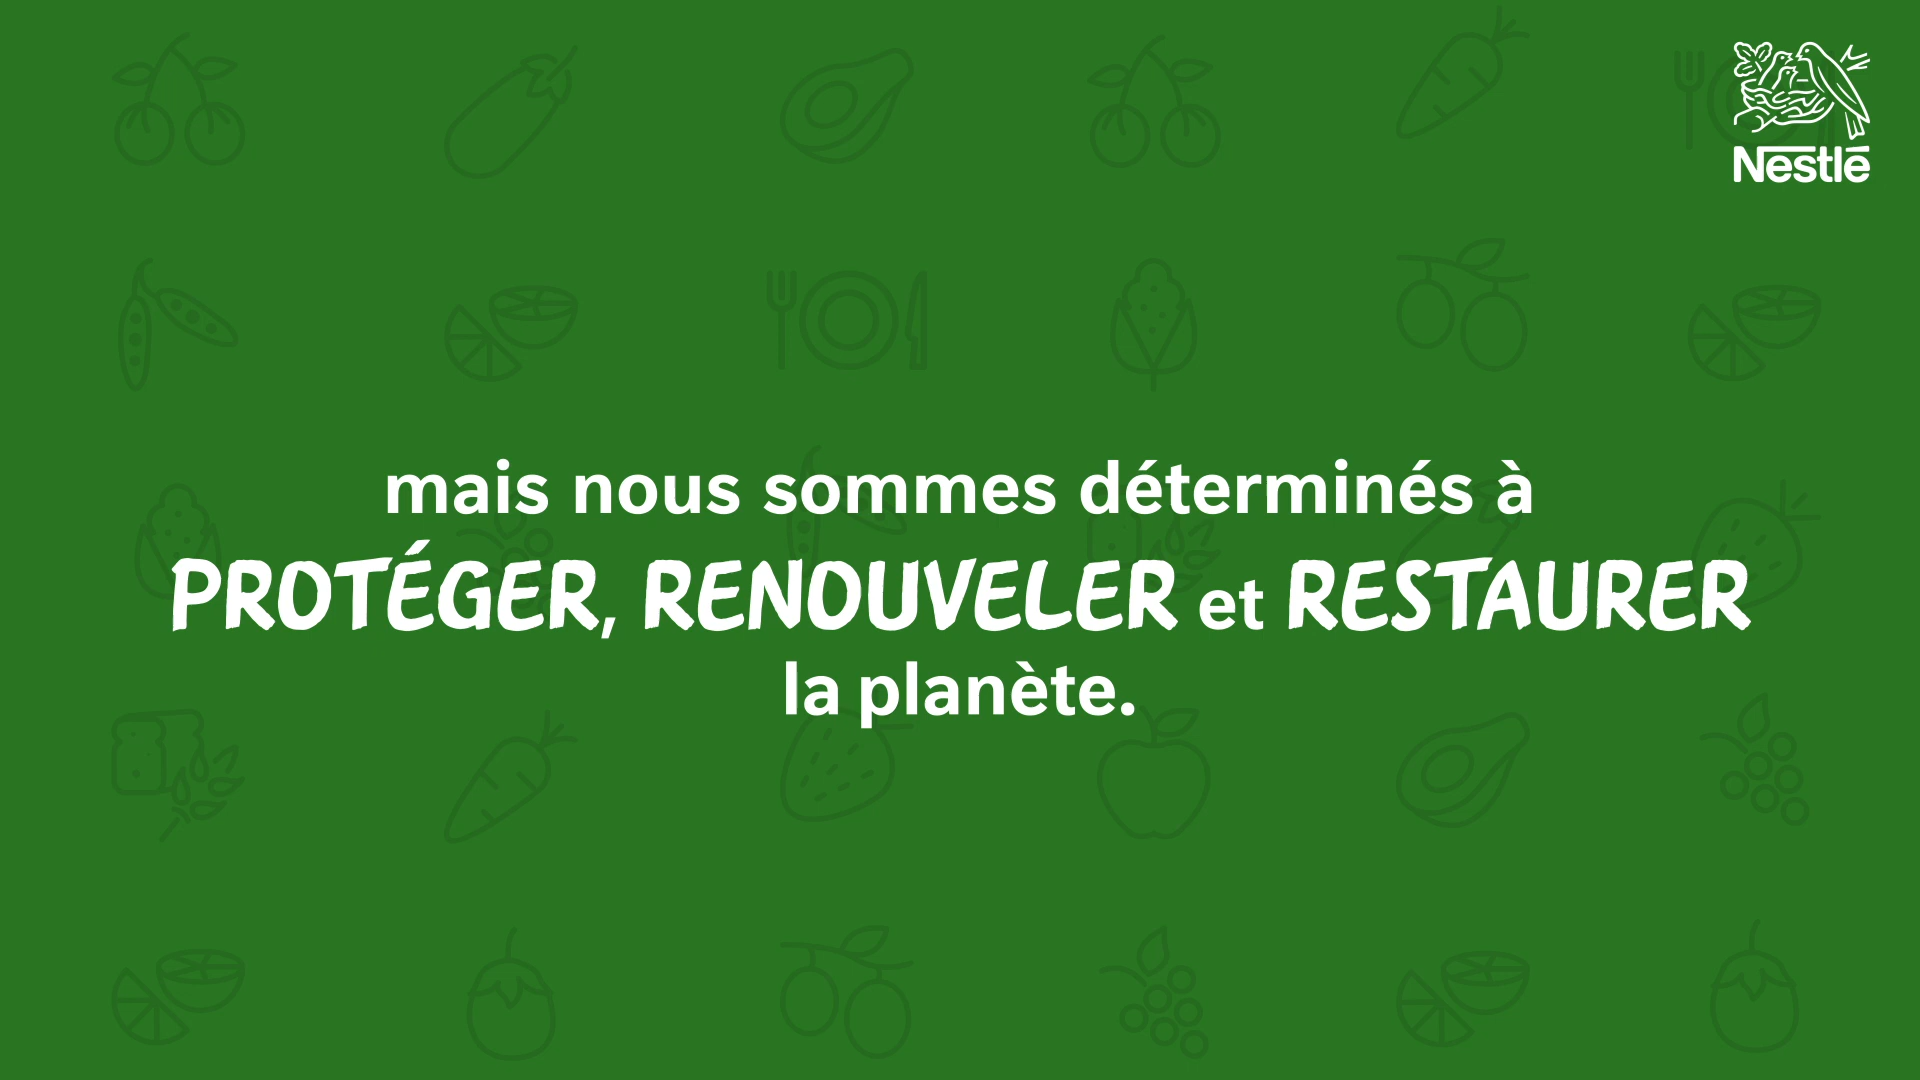 Nestlé
mais nous sommes déterminés à
PROTÉGER, RENOUVELER et RESTAURER
la planète.